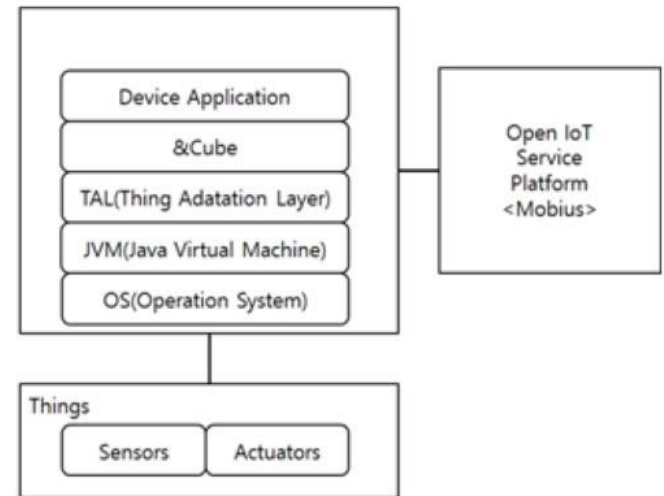 Device Application
&Cube
TAL(Thing Adatation Layer)
JVM(Java Virtual Machine)
OS(Operation System)
Open IoT
Service
Platform
<Mobius>
Things
Sensors
Actuators